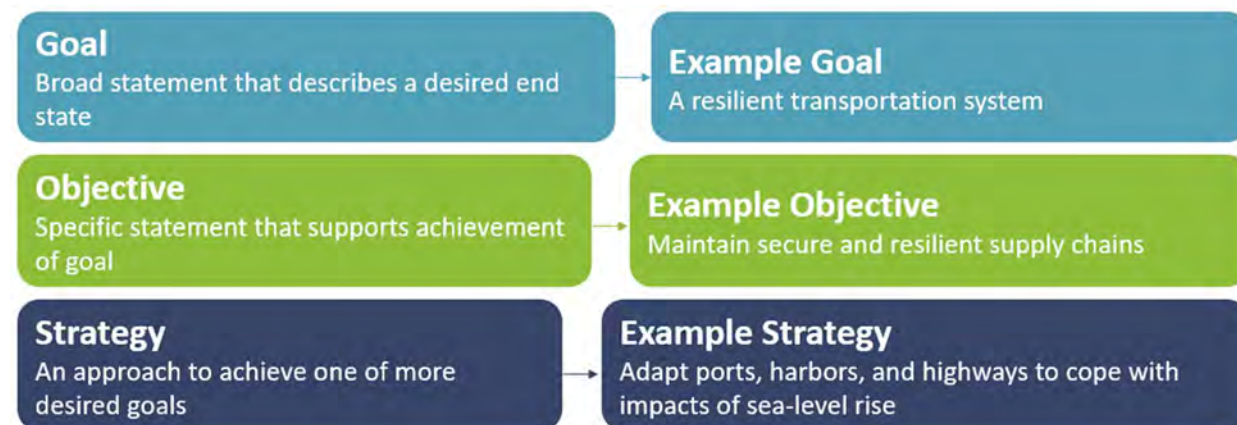 Goal
Broad statement that describes a desired end
state
Example Goal
A resilient transportation system
Objective
Specific statement that supports achievement
of goal
Example Objective
Maintain secure and resilient supply chains
Strategy
An approach to achieve one of more
desired goals
Example Strategy
Adapt ports, harbors, and highways to cope with
impacts of sea-level rise